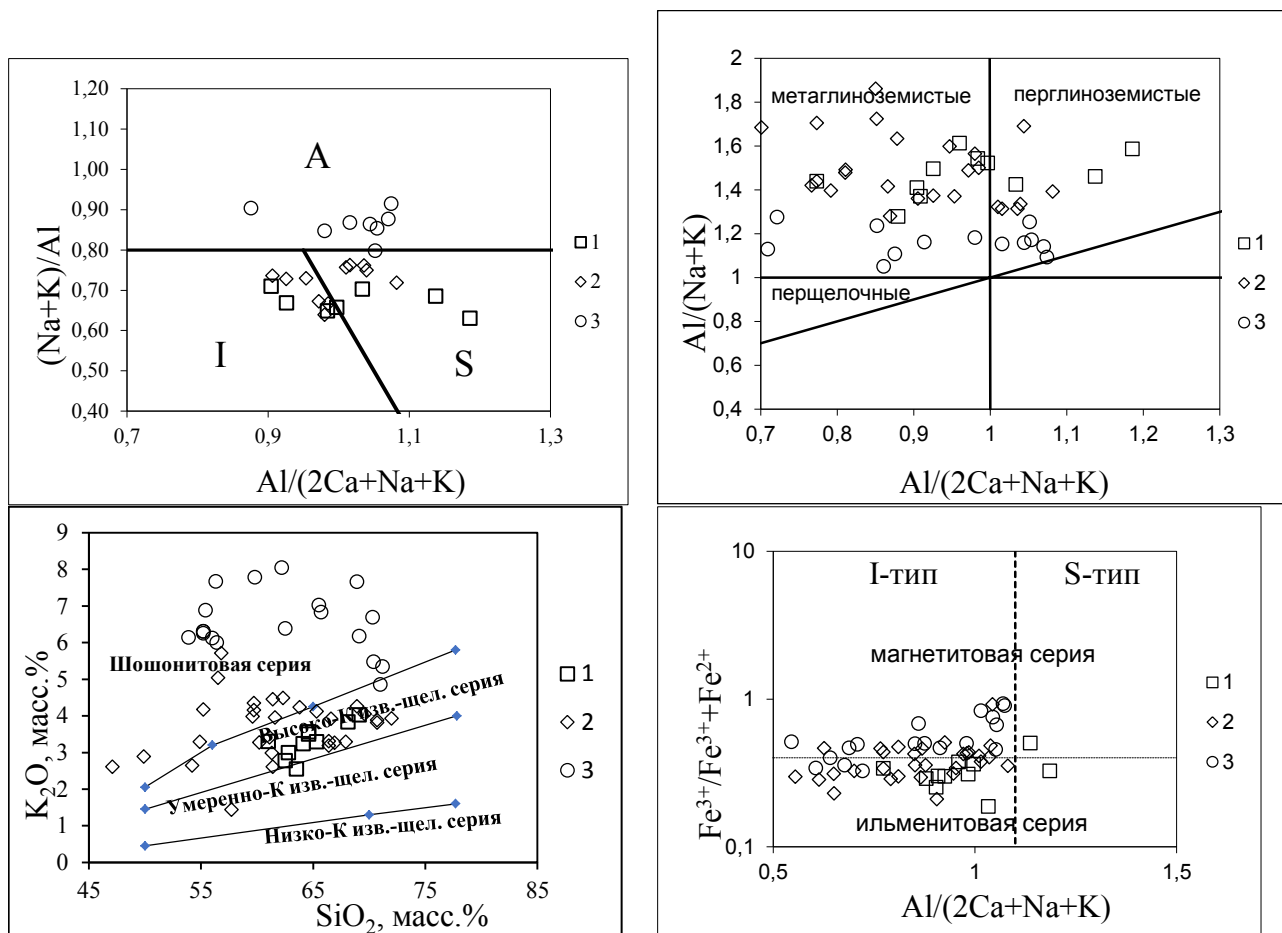 1,20
1,10
1,00
0,90
0,80
0,70
0,60
0,50
0,40
(Na+K)/Al
A
I
S
0,7 0,9 1,1 1,3
Al/(2Ca+Na+K)
1
2
3
2
1,8
1,6
1,4
1,2
1
0,8
0,6
0,4
Al/(Na+K)
метаглиноземистые
перглиноземистые
перщелочные
0,7 0,8 0,9 1 1,1 1,2 1,3
Al/(2Ca+Na+K)
1
2
3
9
8
7
6
5
4
3
2
1
0
K₂O, масс.%
Шошонитовая серия
Высоко-К изв.-щел. серия
Умеренно-К изв.-щел. серия
Низко-К изв.-щел. серия
45 55 65 75 85
SiO₂, масс.%
1
2
3
10
1
0,1
Fe³⁺/Fe³⁺+Fe²⁺
I-тип
S-тип
магнетитовая серия
ильменитовая серия
0,5 1 1,5
Al/(2Ca+Na+K)
1
2
3